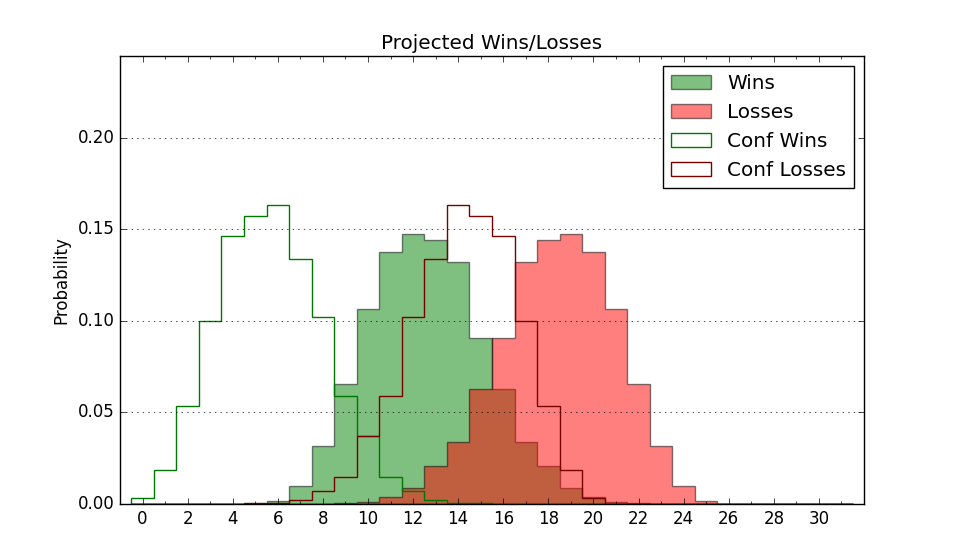 Projected Wins/Losses
Wins
Losses
Conf Wins
Conf Losses
Probability
0.20
0.15
0.10
0.05
0.00
0 2 4 6 8 10 12 14 16 18 20 22 24 26 28 30